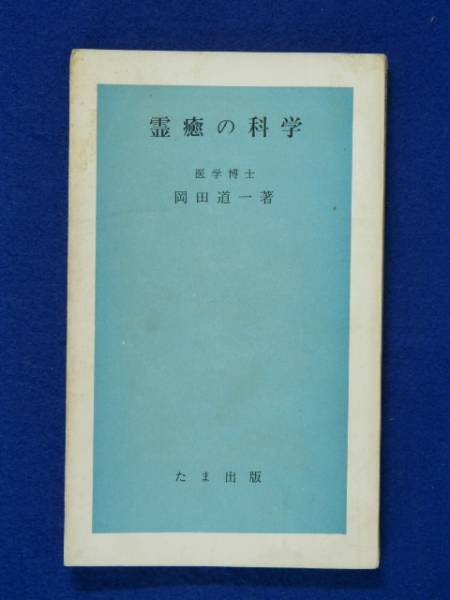 霊癒の科学
医学博士
岡田道一著
たま出版